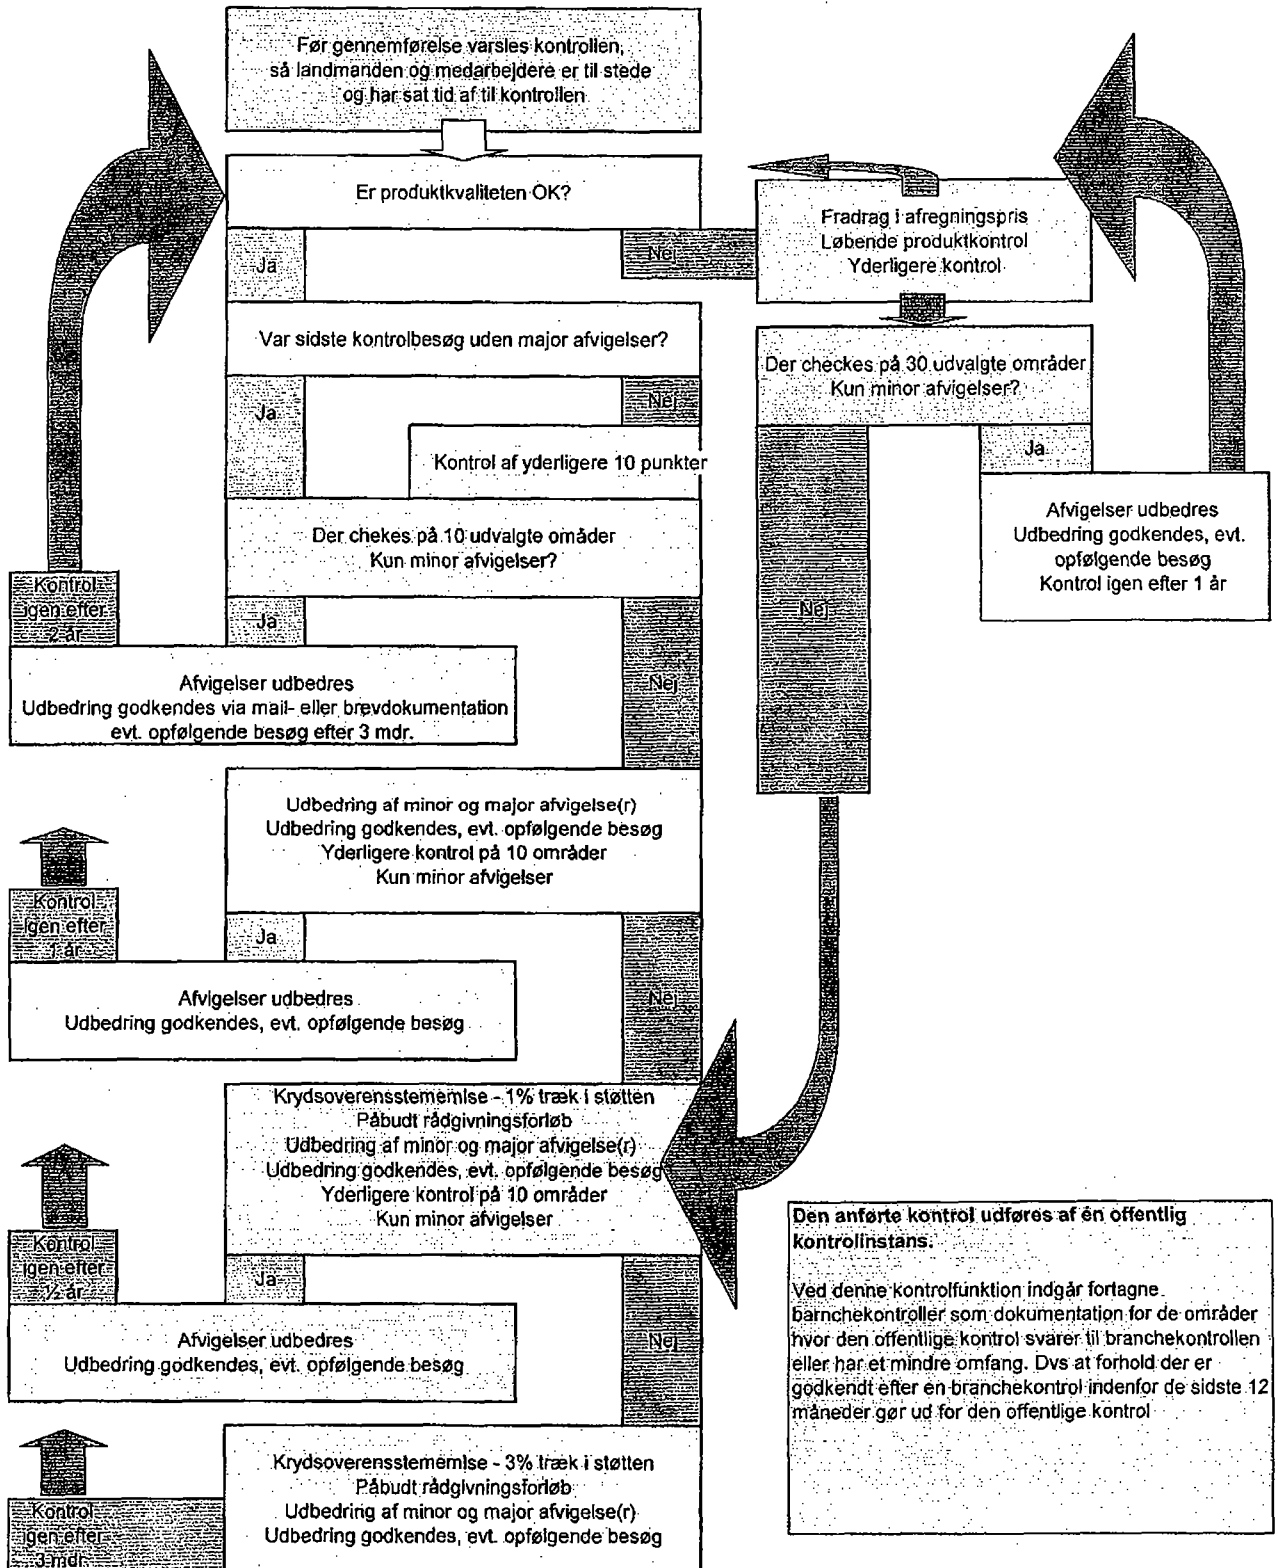 Før gennemførelse varsles kontrollen,
så landmanden og medarbejdere er til stede
og har sat tid af til kontrollen
Er produktkvaliteten OK?
Ja
Nej
Fradrag i afregningspris
Løbende produktkontrol
Yderligere kontrol
Var sidste kontrolbesøg uden major afvigelser?
Ja
Nej
Kontrol af yderligere 10 punkter
Der checkes på 30 udvalgte områder
Kun minor afvigelser?
Nej
Ja
Afvigelser udbedres
Udbedring godkendes, evt.
opfølgende besøg
Kontrol igen efter 1 år
Der chekes på 10 udvalgte områder
Kun minor afvigelser?
Ja
Nej
Kontrol
igen efter
2 år
Afvigelser udbedres
Udbedring godkendes via mail- eller brevdokumentation
evt. opfølgende besøg efter 3 mdr.
Udbedring af minor og major afvigelse(r)
Udbedring godkendes, evt. opfølgende besøg
Yderligere kontrol på 10 områder
Kun minor afvigelser
Ja
Nej
Kontrol
igen efter
1 år
Afvigelser udbedres
Udbedring godkendes, evt. opfølgende besøg
Krydsoverensstememlse - 1% træk i støtten
Påbudt rådgivningsforløb
Udbedring af minor og major afvigelse(r)
Udbedring godkendes, evt. opfølgende besøg
Yderligere kontrol på 10 områder
Kun minor afvigelser
Ja
Nej
Kontrol
igen efter
½ år
Afvigelser udbedres
Udbedring godkendes, evt. opfølgende besøg
Krydsoverensstememlse - 3% træk i støtten
Påbudt rådgivningsforløb
Udbedring af minor og major afvigelse(r)
Udbedring godkendes, evt. opfølgende besøg
Kontrol
igen efter
3 mdr.
Den anførte kontrol udføres af én offentlig
kontrolinstans.
Ved denne kontrolfunktion indgår fortagne
barnchekontroller som dokumentation for de områder
hvor den offentlige kontrol svarer til branchekontrollen
eller har et mindre omfang. Dvs at forhold der er
godkendt efter en branchekontrol indenfor de sidste 12
måneder gør ud for den offentlige kontrol